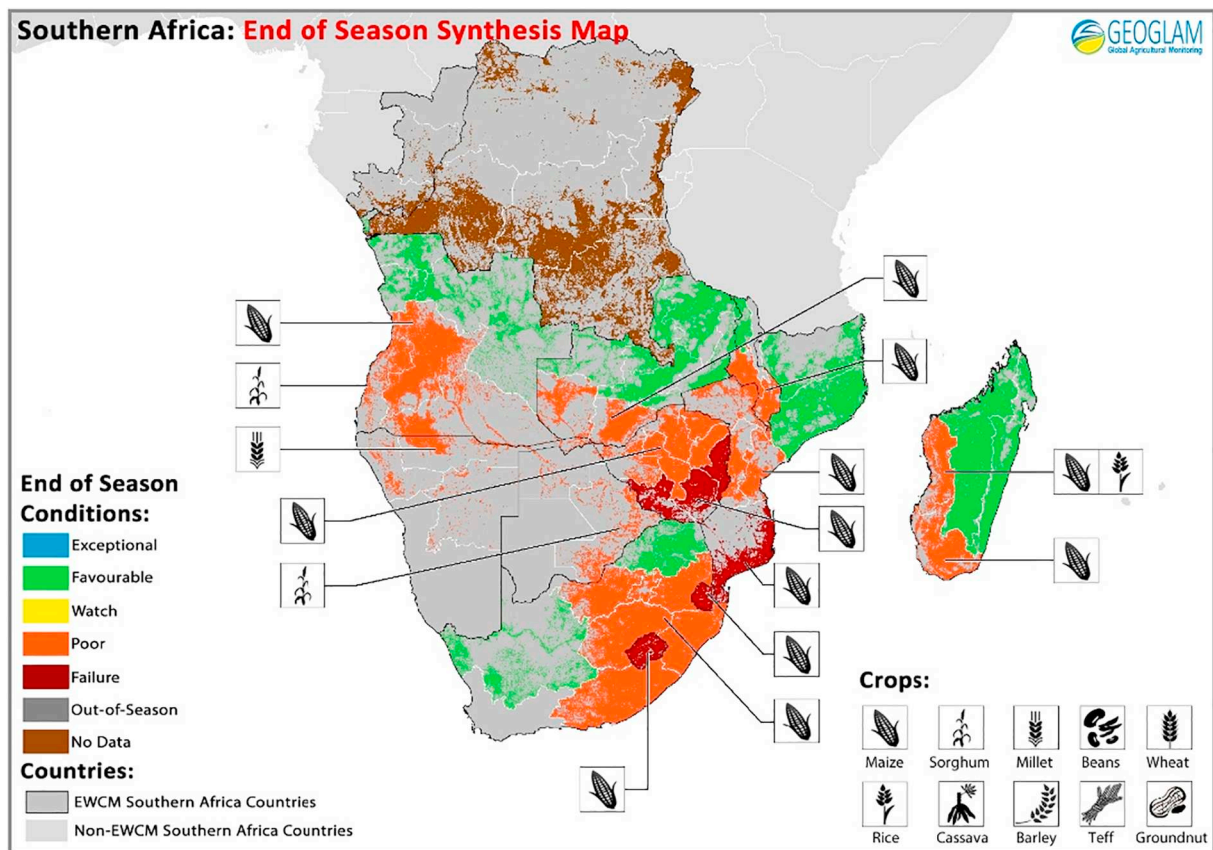 Southern Africa: End of Season Synthesis Map
GEOGLAM
Global Agricultural Monitoring
End of Season
Conditions:
Exceptional
Favourable
Watch
Poor
Failure
Out-of-Season
No Data
Countries:
EWCM Southern Africa Countries
Non-EWCM Southern Africa Countries
Crops:
Maize Sorghum Millet Beans Wheat
Rice Cassava Barley Teff Groundnut